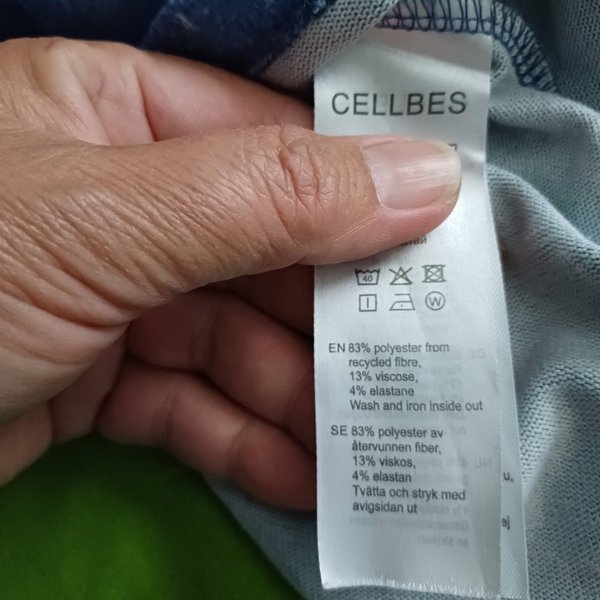 CELLBES
40
W
EN 83% polyester from
recycled fibre,
13% viscose,
4% elastane
Wash and iron inside out
SE 83% polyester av
återvunnen fiber,
13% viskos,
4% elastan
Tvätta och stryk med
avigsidan ut